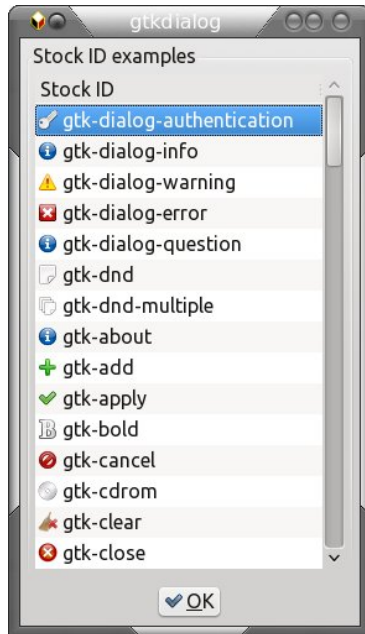 gtkdialog
Stock ID examples
Stock ID
gtk-dialog-authentication
gtk-dialog-info
gtk-dialog-warning
gtk-dialog-error
gtk-dialog-question
gtk-dnd
gtk-dnd-multiple
gtk-about
gtk-add
gtk-apply
gtk-bold
gtk-cancel
gtk-cdrom
gtk-clear
gtk-close
OK